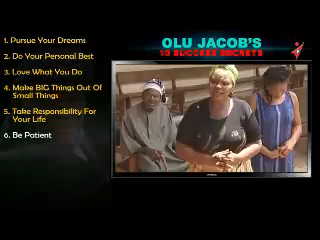 OLU JACOB'S
10 SUCCESS SECRETS
1. Pursue Your Dreams
2. Do Your Personal Best
3. Love What You Do
4. Make BIG Things Out Of
Small Things
5. Take Responsibility For
Your Life
6. Be Patient